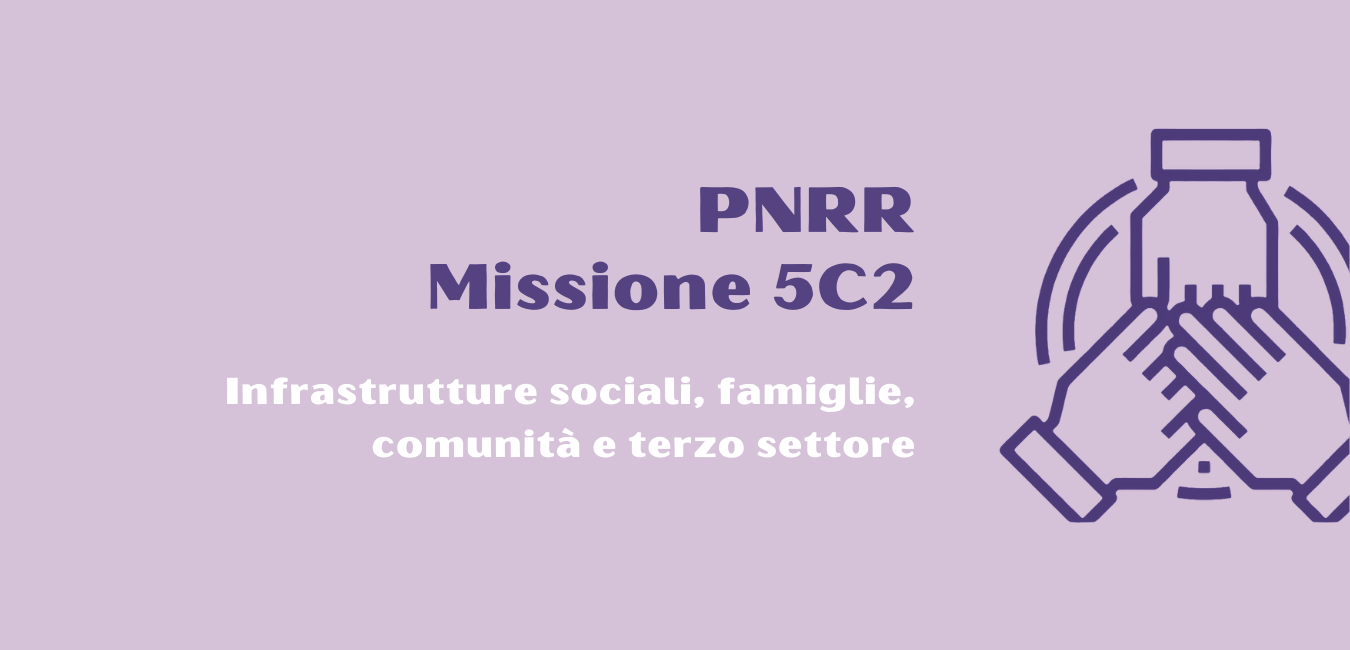 PNRR
Missione 5C2
Infrastrutture sociali, famiglie,
comunità e terzo settore